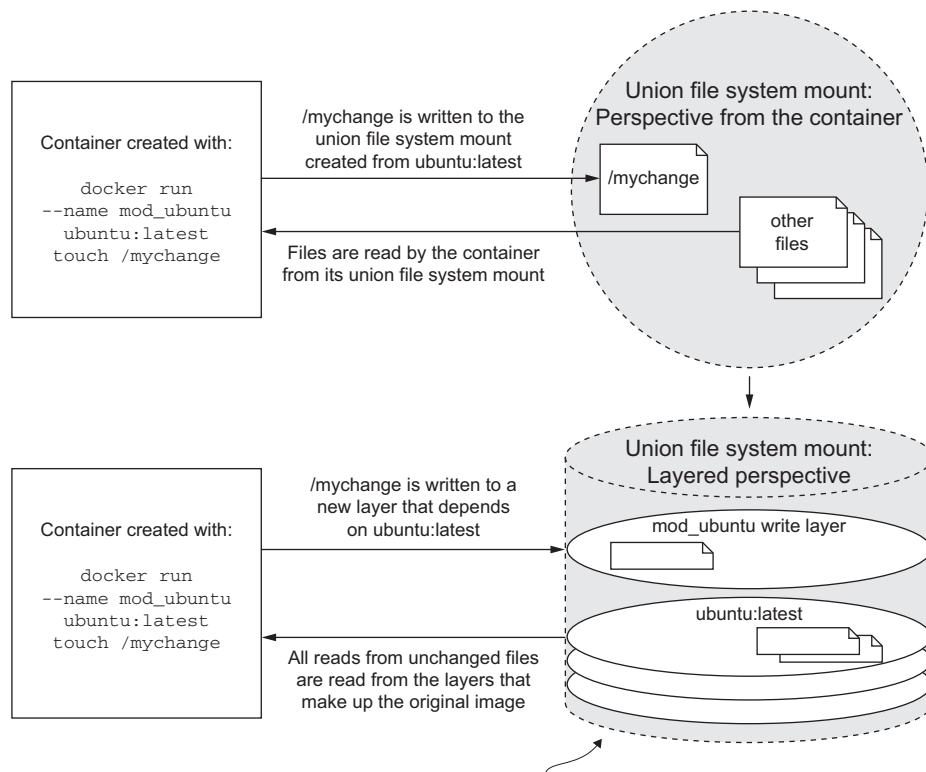 Container created with:
docker run
--name mod_ubuntu
ubuntu:latest
touch /mychange
/mychange is written to the
union file system mount
created from ubuntu:latest
Files are read by the container
from its union file system mount
Union file system mount:
Perspective from the container
/mychange
other
files
Container created with:
docker run
--name mod_ubuntu
ubuntu:latest
touch /mychange
/mychange is written to a
new layer that depends
on ubuntu:latest
All reads from unchanged files
are read from the layers that
make up the original image
Union file system mount:
Layered perspective
mod_ubuntu write layer
ubuntu:latest